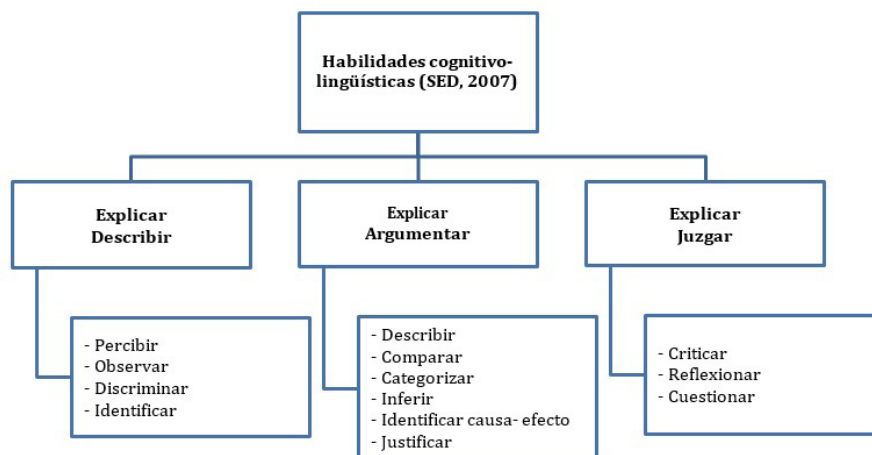 Habilidades cognitivo-
lingüísticas (SED, 2007)
Explicar
Describir
Explicar
Argumentar
Explicar
Juzgar
- Percibir
- Observar
- Discriminar
- Identificar
- Describir
- Comparar
- Categorizar
- Inferir
- Identificar causa- efecto
- Justificar
- Criticar
- Reflexionar
- Cuestionar